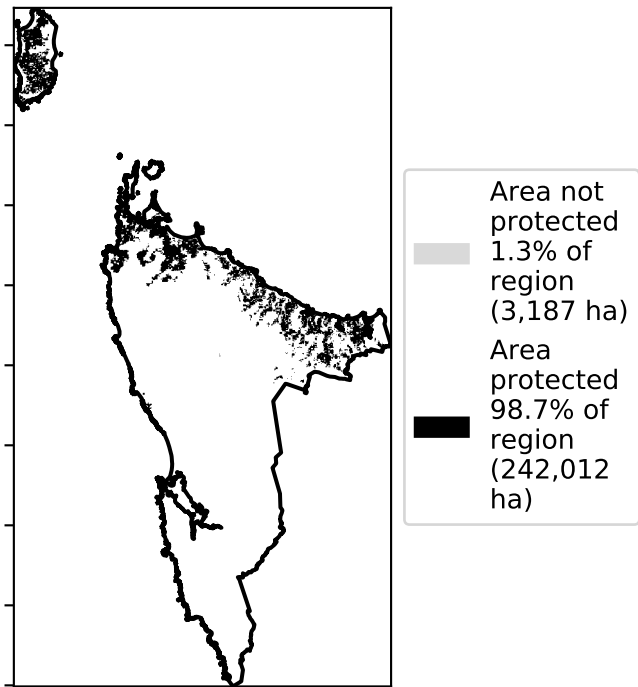 Area not
protected
1.3% of
region
(3,187 ha)
Area
protected
98.7% of
region
(242,012
ha)